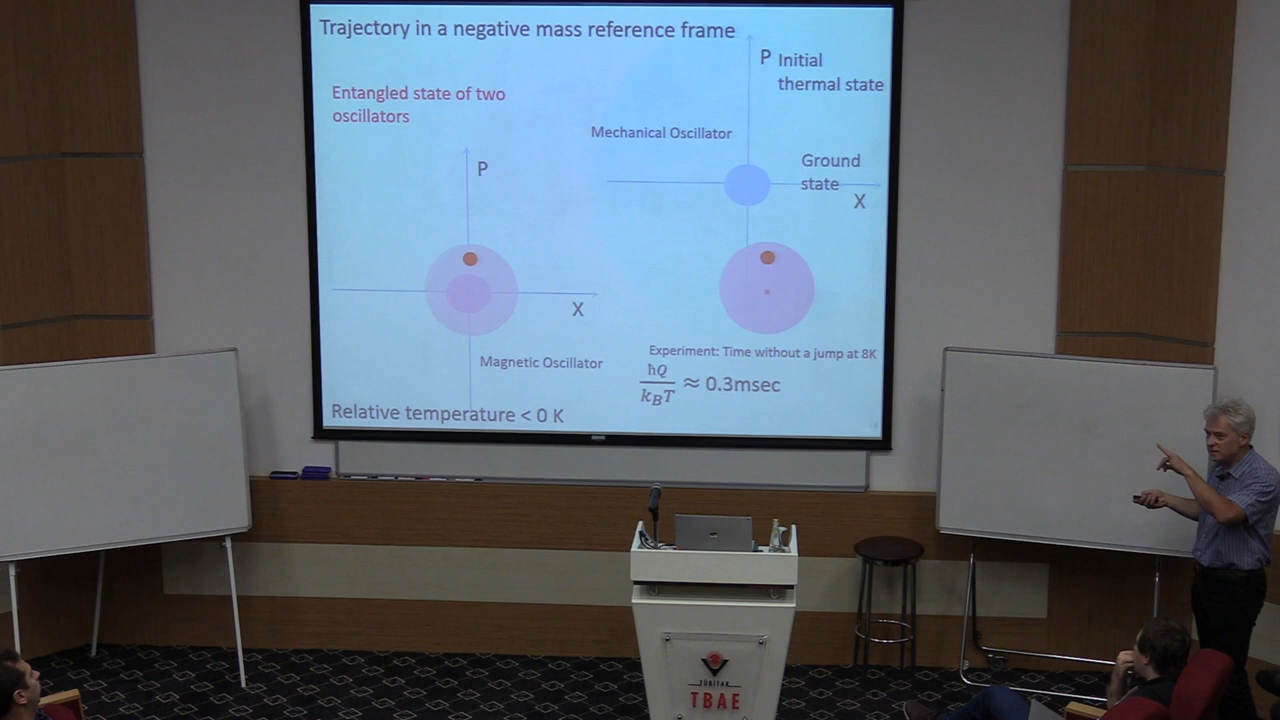 Trajectory in a negative mass reference frame
P
Initial
thermal state
Entangled state of two
oscillators
Mechanical Oscillator
P
Ground
state
X
X
Magnetic Oscillator
Experiment: Time without a jump at 8K
ħQ
k_BT
≈ 0.3msec
Relative temperature < 0 K
TÜBİTAK
TBAE